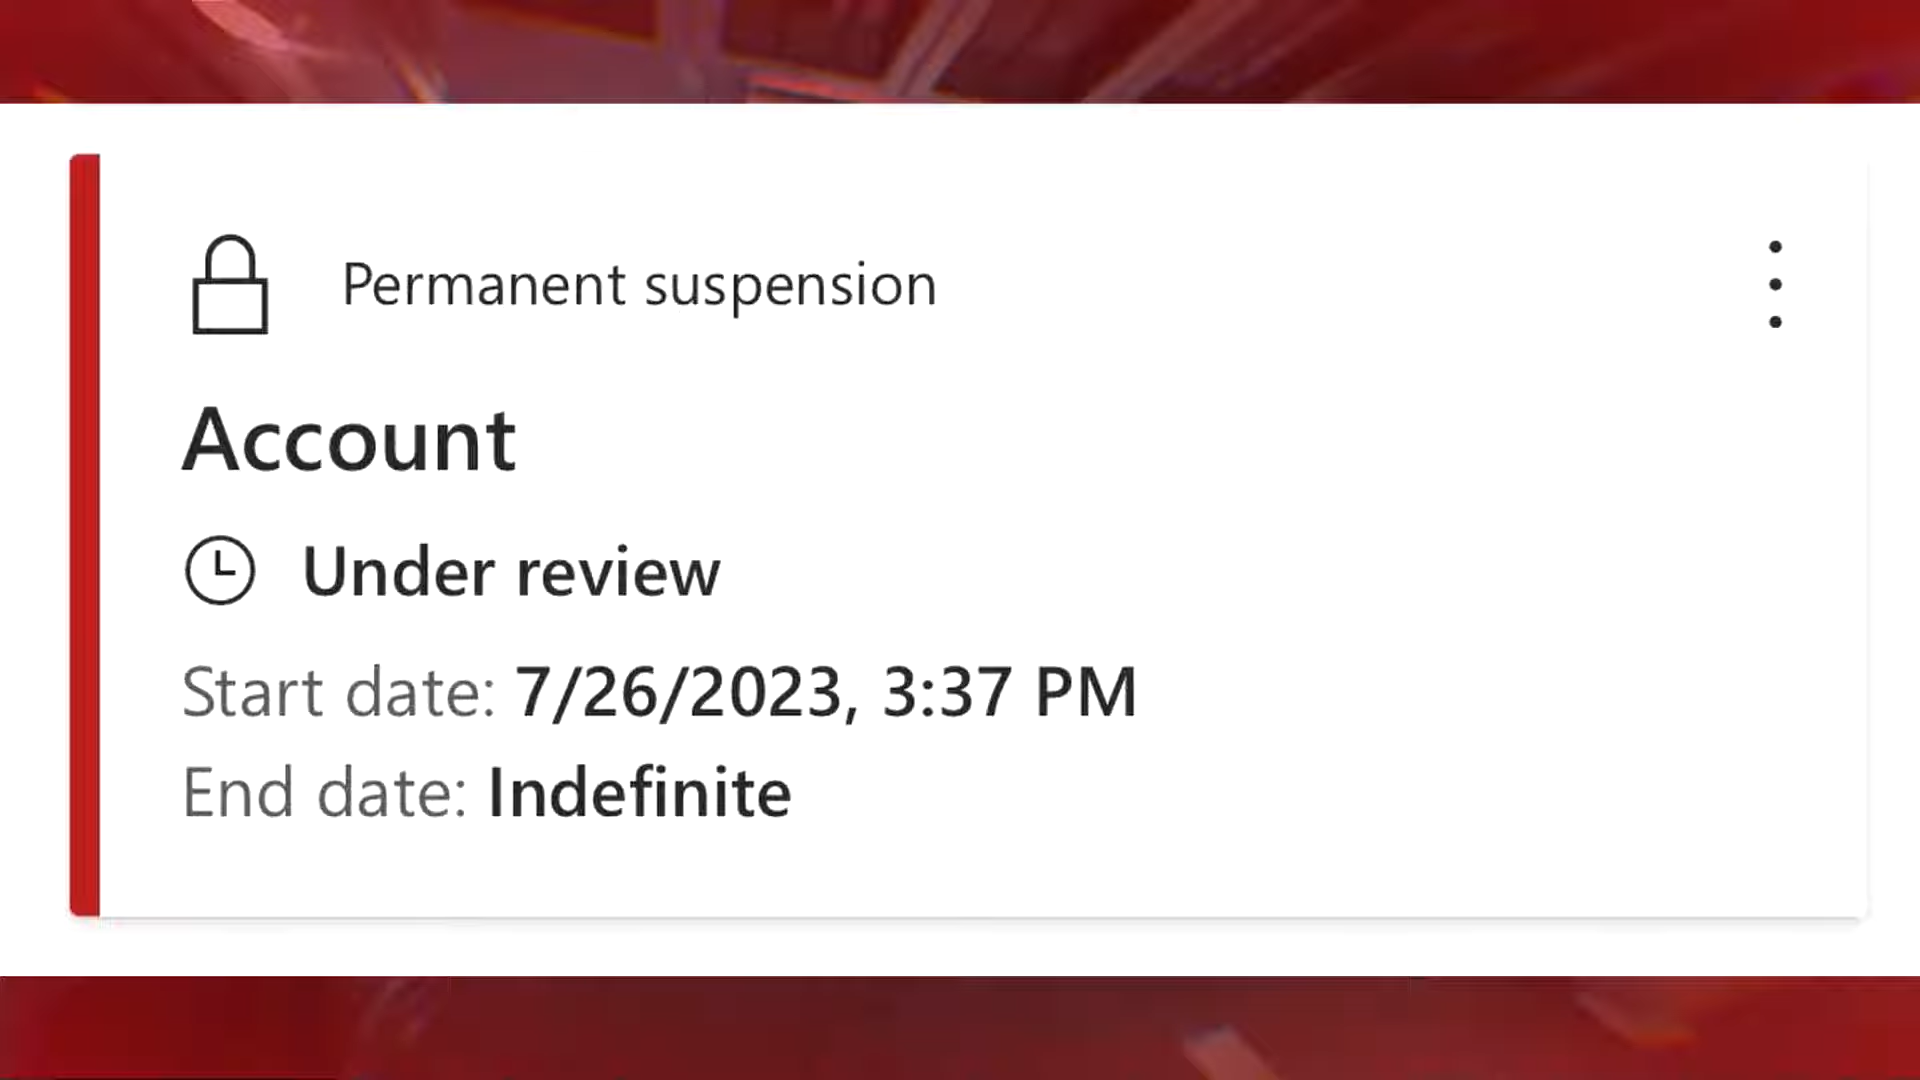 Permanent suspension
Account
Under review
Start date: 7/26/2023, 3:37 PM
End date: Indefinite